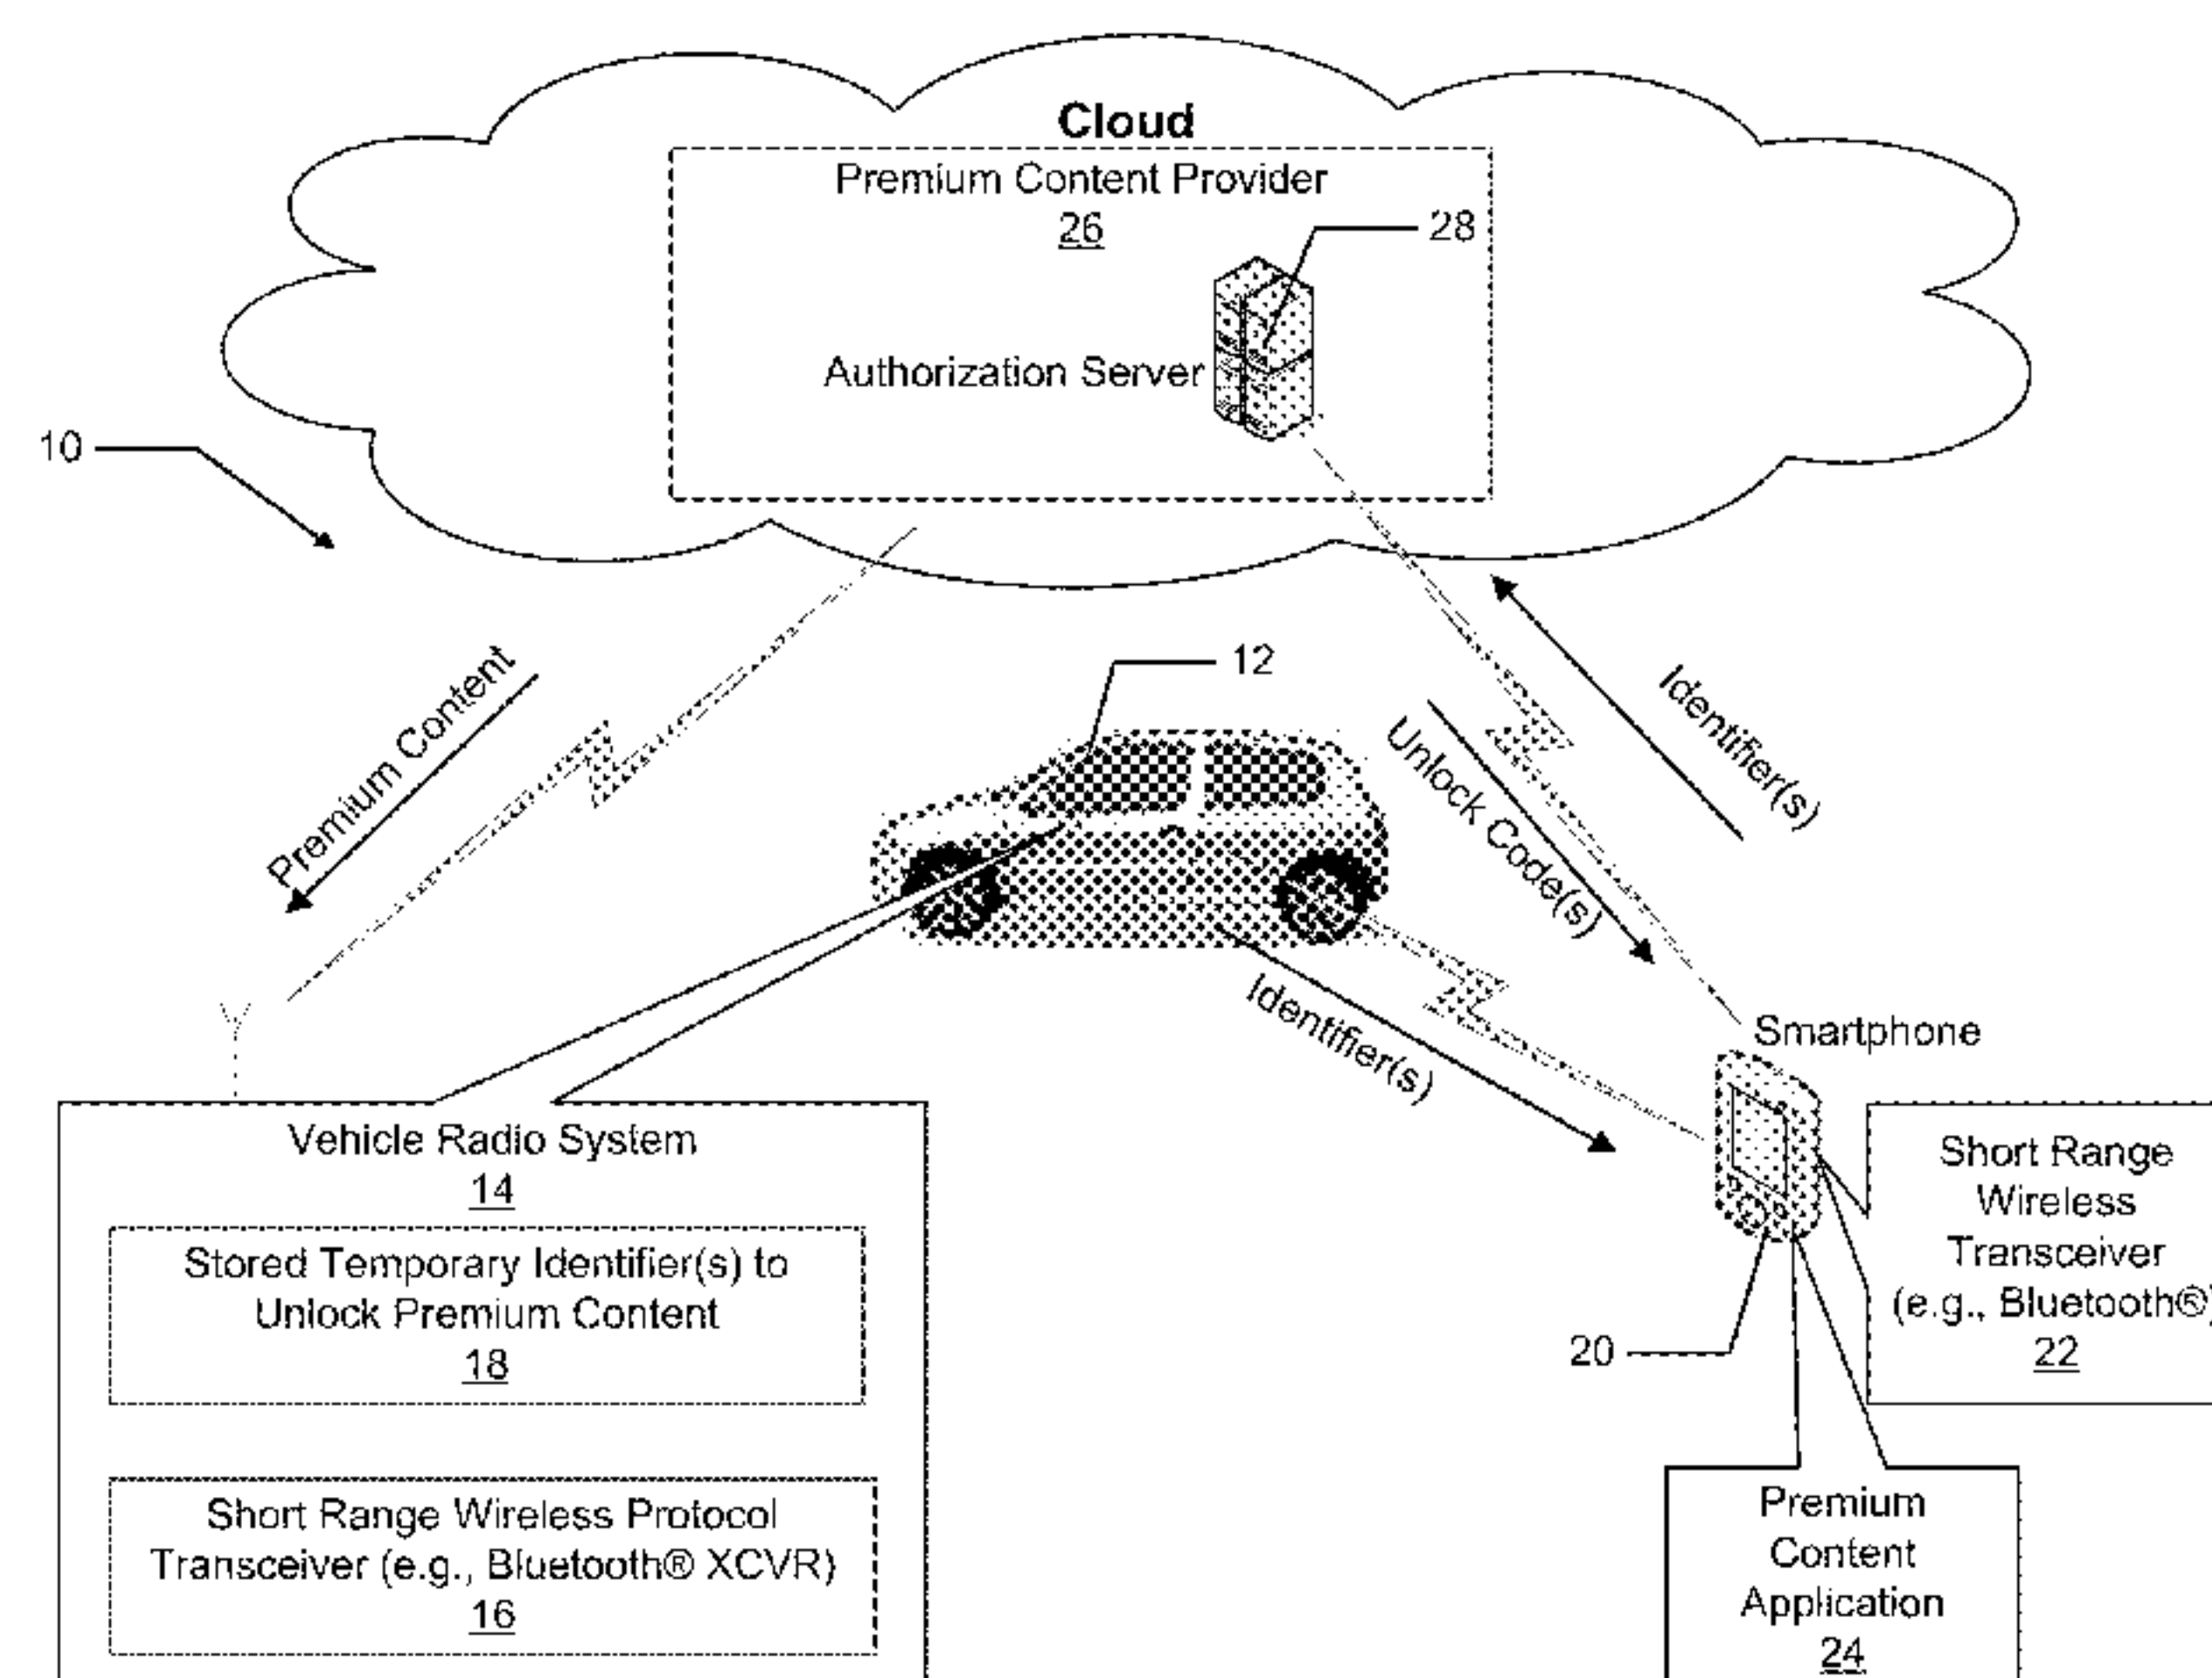 Cloud
Premium Content Provider
26
28
Authorization Server
10
12
Premium Content
Identifier(s)
Unlock Code(s)
Identifier(s)
Smartphone
Vehicle Radio System
14
Stored Temporary Identifier(s) to
Unlock Premium Content
18
Short Range Wireless Protocol
Transceiver (e.g., Bluetooth® XCVR)
16
Short Range
Wireless
Transceiver
(e.g., Bluetooth®)
22
20
Premium
Content
Application
24